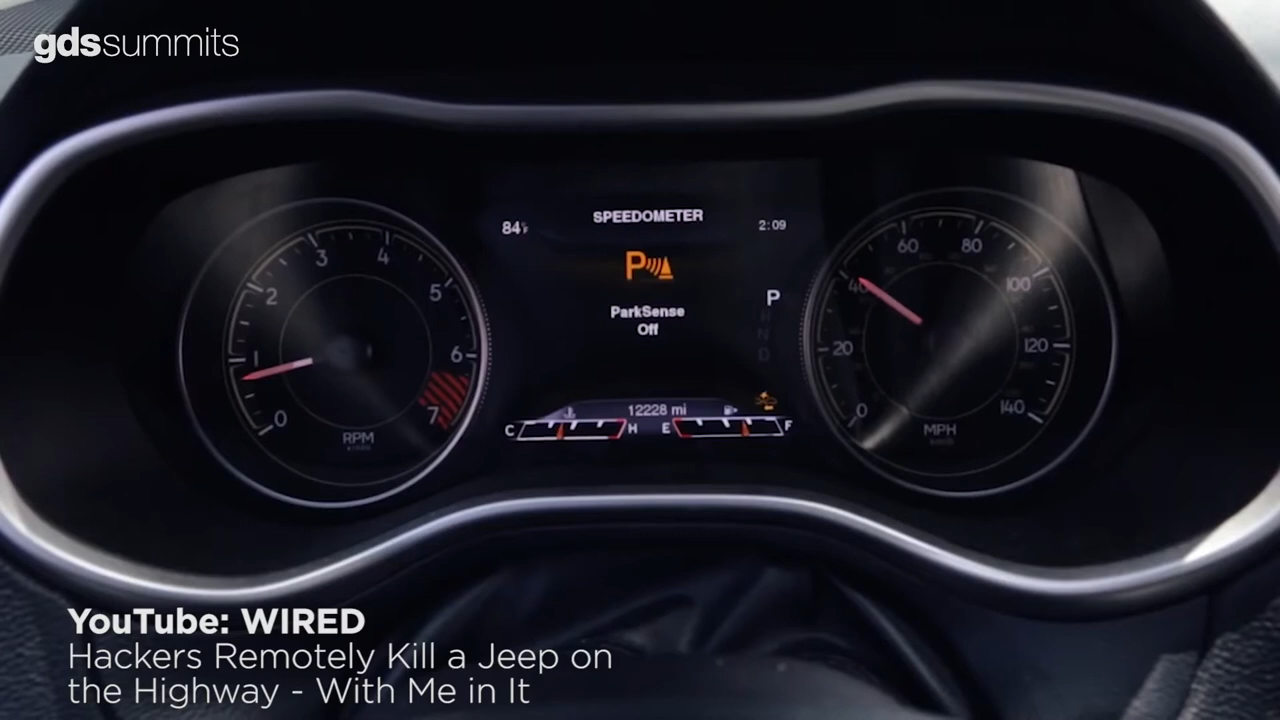 gdssummits
SPEEDOMETER
84°F
2:09
ParkSense
Off
P
R
N
D
0
1
2
3
4
5
6
7
RPM
0
20
40
60
80
100
120
140
MPH
12228 mi
C
H
E
F
YouTube: WIRED
Hackers Remotely Kill a Jeep on
the Highway - With Me in It